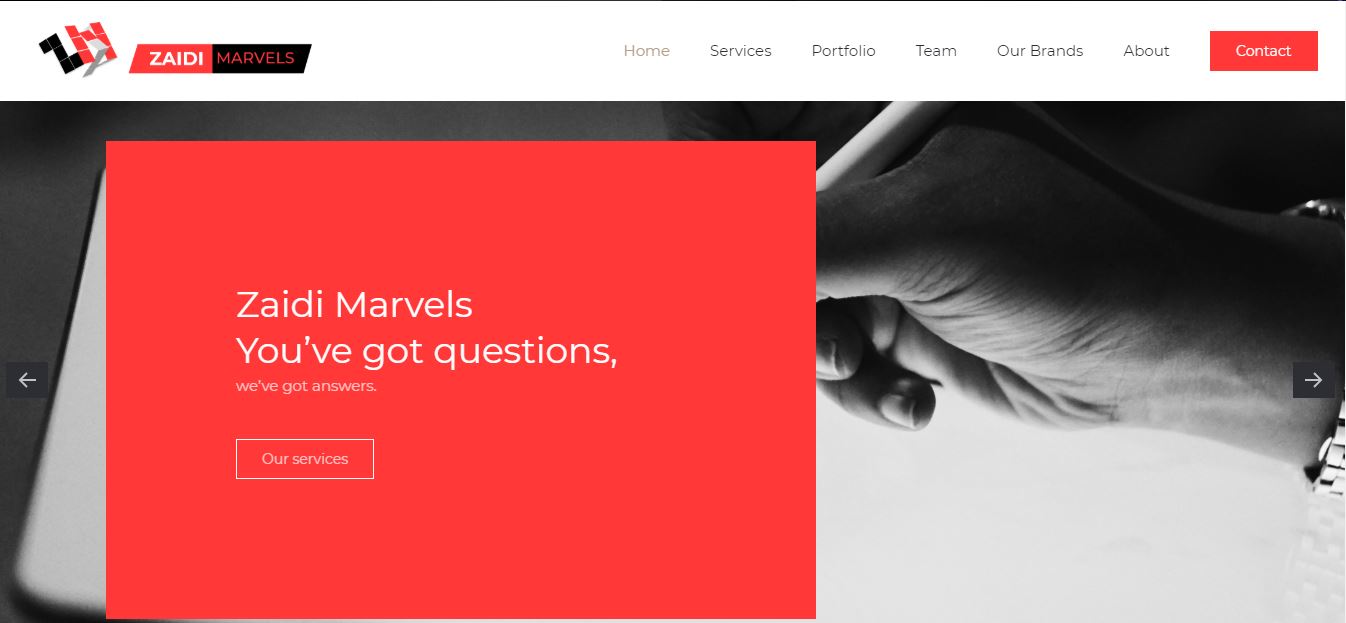 ZAIDI MARVELS
Home Services Portfolio Team Our Brands About Contact
Zaidi Marvels
You’ve got questions,
we’ve got answers.
Our services